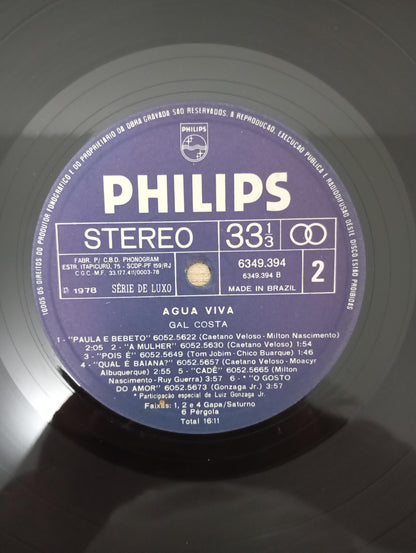 TODOS OS DIREITOS DO PRODUTOR FONOGRÁFICO E DO PROPRIETÁRIO DA OBRA GRAVADA SÃO RESERVADOS. A REPRODUÇÃO, EXECUÇÃO PÚBLICA E RADIODIFUSÃO DESTE DISCO ESTÃO PROIBIDAS
PHILIPS
PHILIPS
STEREO 33 1/3
FABR. P/ C.B.D. PHONOGRAM
ESTR. ITAPICURÚ, 75 - SCDP-PF 159/RJ
C.G.C.M.F. 33.177.411/0003-78
6349.394
6349.394 B
2
P 1978 SÉRIE DE LUXO
MADE IN BRAZIL
AGUA VIVA
GAL COSTA
1 - "PAULA E BEBETO" 6052.5622 (Caetano Veloso - Milton Nascimento)
2:05 2 - "A MULHER" 6052.5630 (Caetano Veloso) 1:54
3 - "POIS É" 6052.5649 (Tom Jobim - Chico Buarque) 1:46
4 - "QUAL É BAIANA?" 6052.5657 (Caetano Veloso - Moacyr
Albuquerque) 2:55 5 - "CADÊ" 6052.5665 (Milton
Nascimento - Ruy Guerra) 3:57 6 - * "O GOSTO
DO AMOR" 6052.5673 (Gonzaga Jr.) 3:57
* Participação especial de Luiz Gonzaga Jr.
Faixas: 1, 2 e 4 Gapa/Saturno
6 Pérgola
Total 16:11